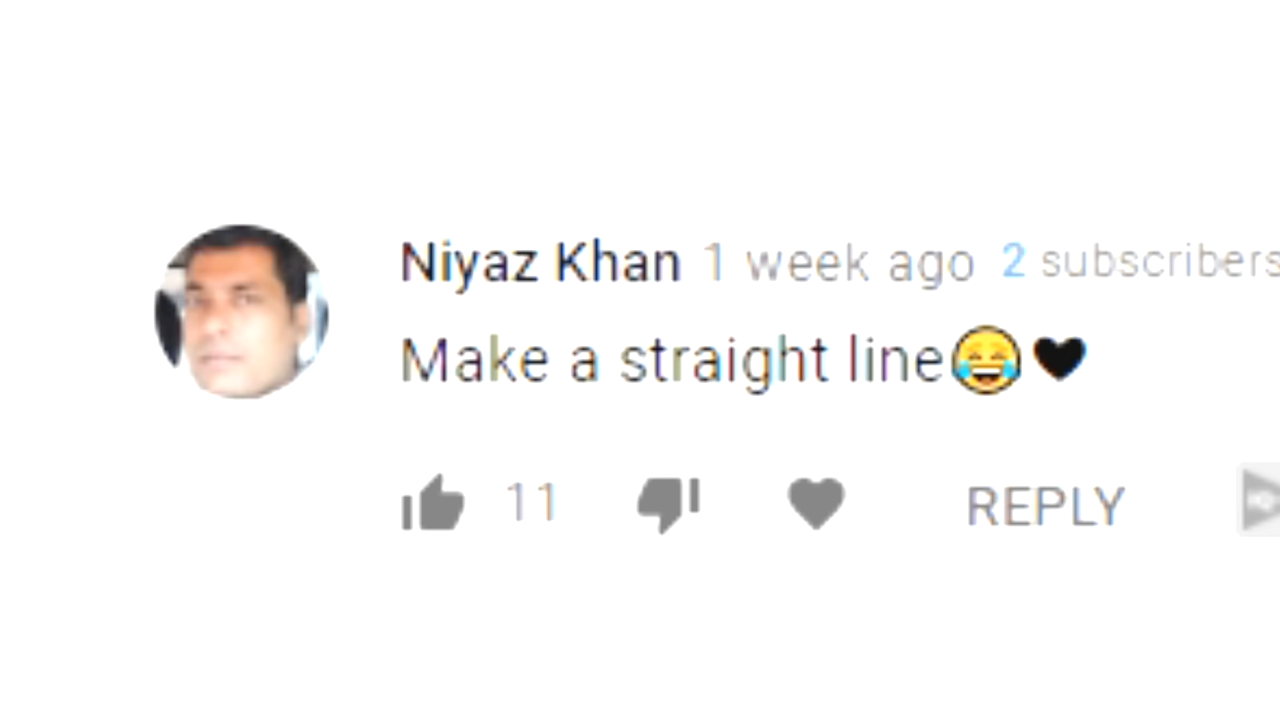 Niyaz Khan 1 week ago 2 subscribers
Make a straight line😂🖤
11 REPLY